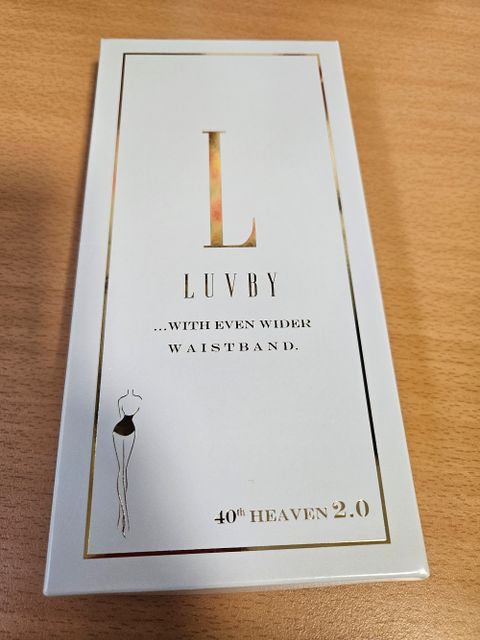 L
LUVBY
...WITH EVEN WIDER
WAISTBAND.
40th HEAVEN 2.0